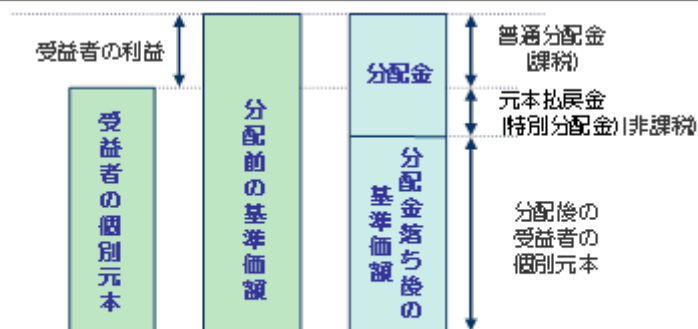 受益者の利益
受益者の個別元本
分配前の基準価額
分配金
分配金落ち後の
基準価額
普通分配金
(課税)
元本払戻金
(特別分配金)(非課税)
分配後の
受益者の
個別元本